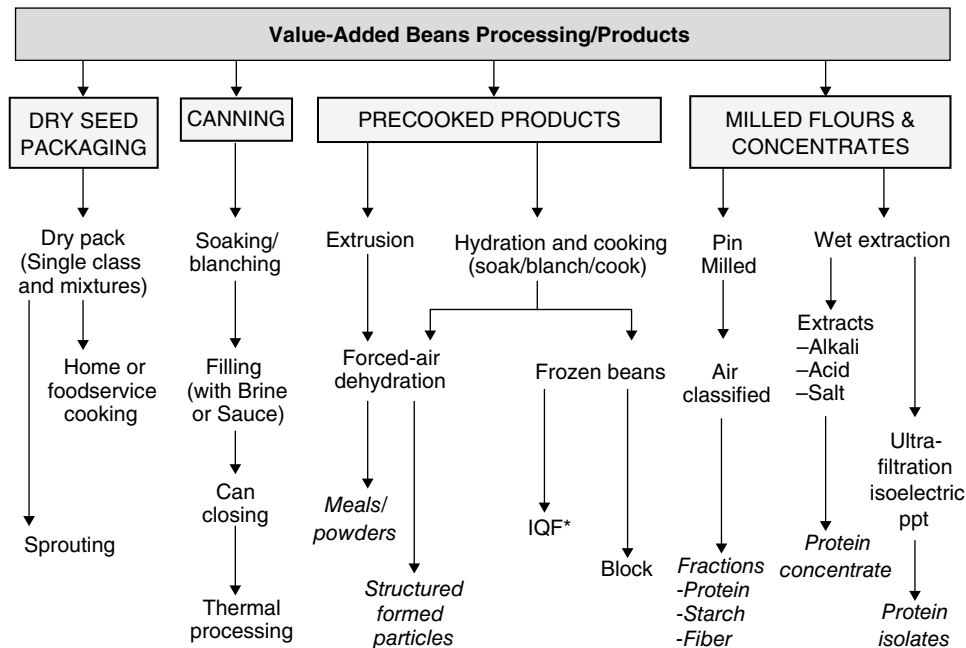 Value-Added Beans Processing/Products
DRY SEED
PACKAGING
CANNING
PRECOOKED PRODUCTS
MILLED FLOURS &
CONCENTRATES
Dry pack
(Single class
and mixtures)
Home or
foodservice
cooking
Sprouting
Soaking/
blanching
Filling
(with Brine
or Sauce)
Can
closing
Thermal
processing
Extrusion
Hydration and cooking
(soak/blanch/cook)
Forced-air
dehydration
Frozen beans
Meals/
powders
Structured
formed
particles
IQF*
Block
Pin
Milled
Air
classified
Fractions
-Protein
-Starch
-Fiber
Wet extraction
Extracts
–Alkali
–Acid
–Salt
Protein
concentrate
Ultra-
filtration
isoelectric
ppt
Protein
isolates